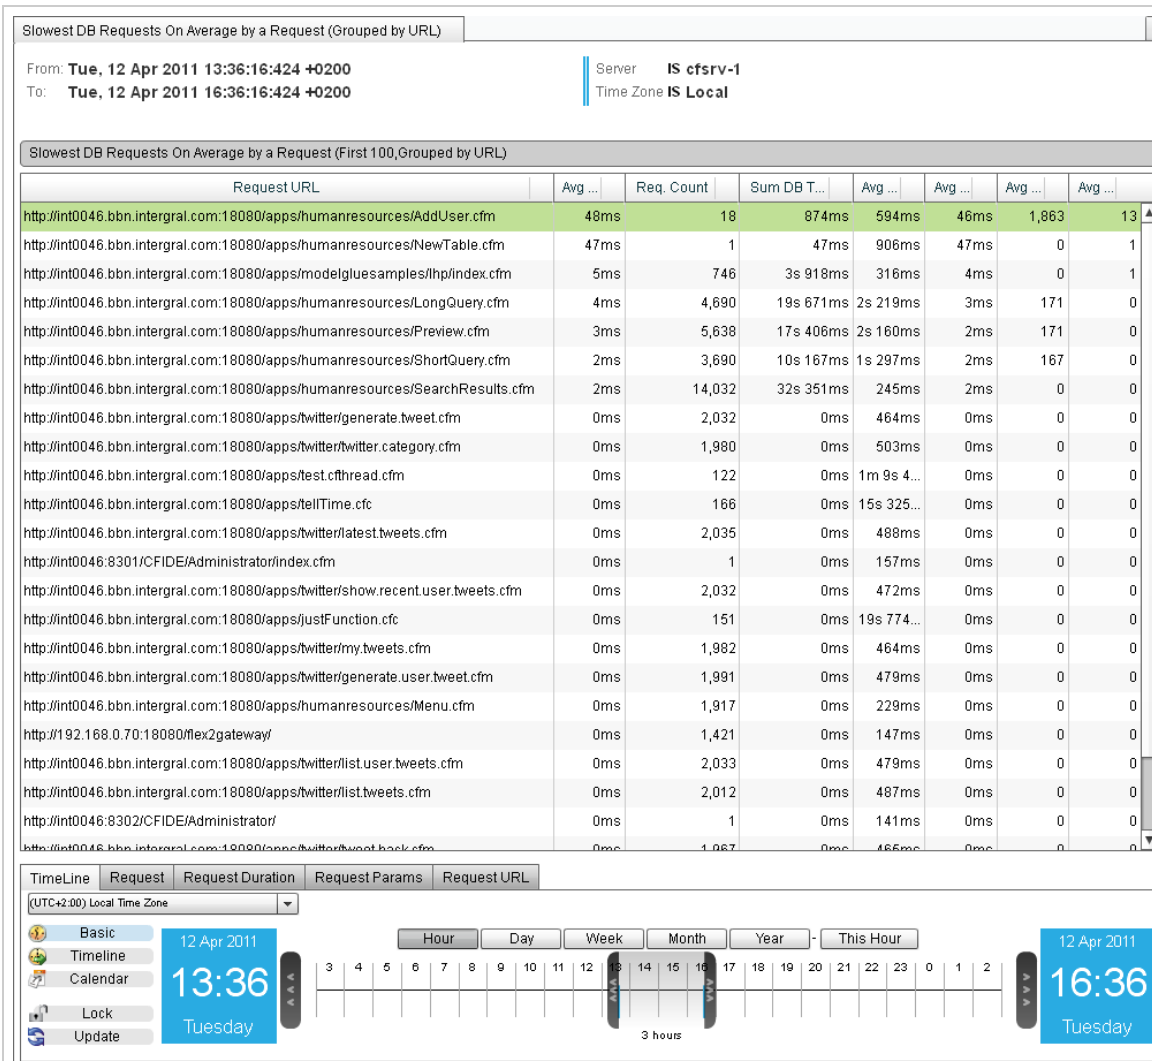 Slowest DB Requests On Average by a Request (Grouped by URL)
From: Tue, 12 Apr 2011 13:36:16:424 +0200 Server IS cfsrv-1
To: Tue, 12 Apr 2011 16:36:16:424 +0200 Time Zone IS Local
Slowest DB Requests On Average by a Request (First 100,Grouped by URL)
Request URL Avg ... Req. Count Sum DB T... Avg ... Avg ... Avg ... Avg ...
http://int0046.bbn.intergral.com:18080/apps/humanresources/AddUser.cfm 48ms 18 874ms 594ms 46ms 1,863 13
http://int0046.bbn.intergral.com:18080/apps/humanresources/NewTable.cfm 47ms 1 47ms 906ms 47ms 0 1
http://int0046.bbn.intergral.com:18080/apps/modelgluesamples/lhp/index.cfm 5ms 746 3s 918ms 316ms 4ms 0 1
http://int0046.bbn.intergral.com:18080/apps/humanresources/LongQuery.cfm 4ms 4,690 19s 671ms 2s 219ms 3ms 171 0
http://int0046.bbn.intergral.com:18080/apps/humanresources/Preview.cfm 3ms 5,638 17s 406ms 2s 160ms 2ms 171 0
http://int0046.bbn.intergral.com:18080/apps/humanresources/ShortQuery.cfm 2ms 3,690 10s 167ms 1s 297ms 2ms 167 0
http://int0046.bbn.intergral.com:18080/apps/humanresources/SearchResults.cfm 2ms 14,032 32s 351ms 245ms 2ms 0 0
http://int0046.bbn.intergral.com:18080/apps/twitter/generate.tweet.cfm 0ms 2,032 0ms 464ms 0ms 0 0
http://int0046.bbn.intergral.com:18080/apps/twitter/twitter.category.cfm 0ms 1,980 0ms 503ms 0ms 0 0
http://int0046.bbn.intergral.com:18080/apps/test.cfthread.cfm 0ms 122 0ms 1m 9s 4... 0ms 0 0
http://int0046.bbn.intergral.com:18080/apps/tellTime.cfc 0ms 166 0ms 15s 325... 0ms 0 0
http://int0046.bbn.intergral.com:18080/apps/twitter/latest.tweets.cfm 0ms 2,035 0ms 488ms 0ms 0 0
http://int0046:8301/CFIDE/Administrator/index.cfm 0ms 1 0ms 157ms 0ms 0 0
http://int0046.bbn.intergral.com:18080/apps/twitter/show.recent.user.tweets.cfm 0ms 2,032 0ms 472ms 0ms 0 0
http://int0046.bbn.intergral.com:18080/apps/justFunction.cfc 0ms 151 0ms 19s 774... 0ms 0 0
http://int0046.bbn.intergral.com:18080/apps/twitter/my.tweets.cfm 0ms 1,982 0ms 464ms 0ms 0 0
http://int0046.bbn.intergral.com:18080/apps/twitter/generate.user.tweet.cfm 0ms 1,991 0ms 479ms 0ms 0 0
http://int0046.bbn.intergral.com:18080/apps/humanresources/Menu.cfm 0ms 1,917 0ms 229ms 0ms 0 0
http://192.168.0.70:18080/flex2gateway/ 0ms 1,421 0ms 147ms 0ms 0 0
http://int0046.bbn.intergral.com:18080/apps/twitter/list.user.tweets.cfm 0ms 2,033 0ms 479ms 0ms 0 0
http://int0046.bbn.intergral.com:18080/apps/twitter/list.tweets.cfm 0ms 2,012 0ms 487ms 0ms 0 0
http://int0046:8302/CFIDE/Administrator/ 0ms 1 0ms 141ms 0ms 0 0
http://int0046.bbn.intergral.com:18080/apps/twitter/tweet.back.cfm 0ms 1,967 0ms 465ms 0ms 0 0
TimeLine Request Request Duration Request Params Request URL
(UTC+2:00) Local Time Zone
Basic
Timeline
Calendar
Lock
Update
12 Apr 2011
13:36
Tuesday
Hour Day Week Month Year - This Hour
3 4 5 6 7 8 9 10 11 12 13 14 15 16 17 18 19 20 21 22 23 0 1 2
3 hours
12 Apr 2011
16:36
Tuesday